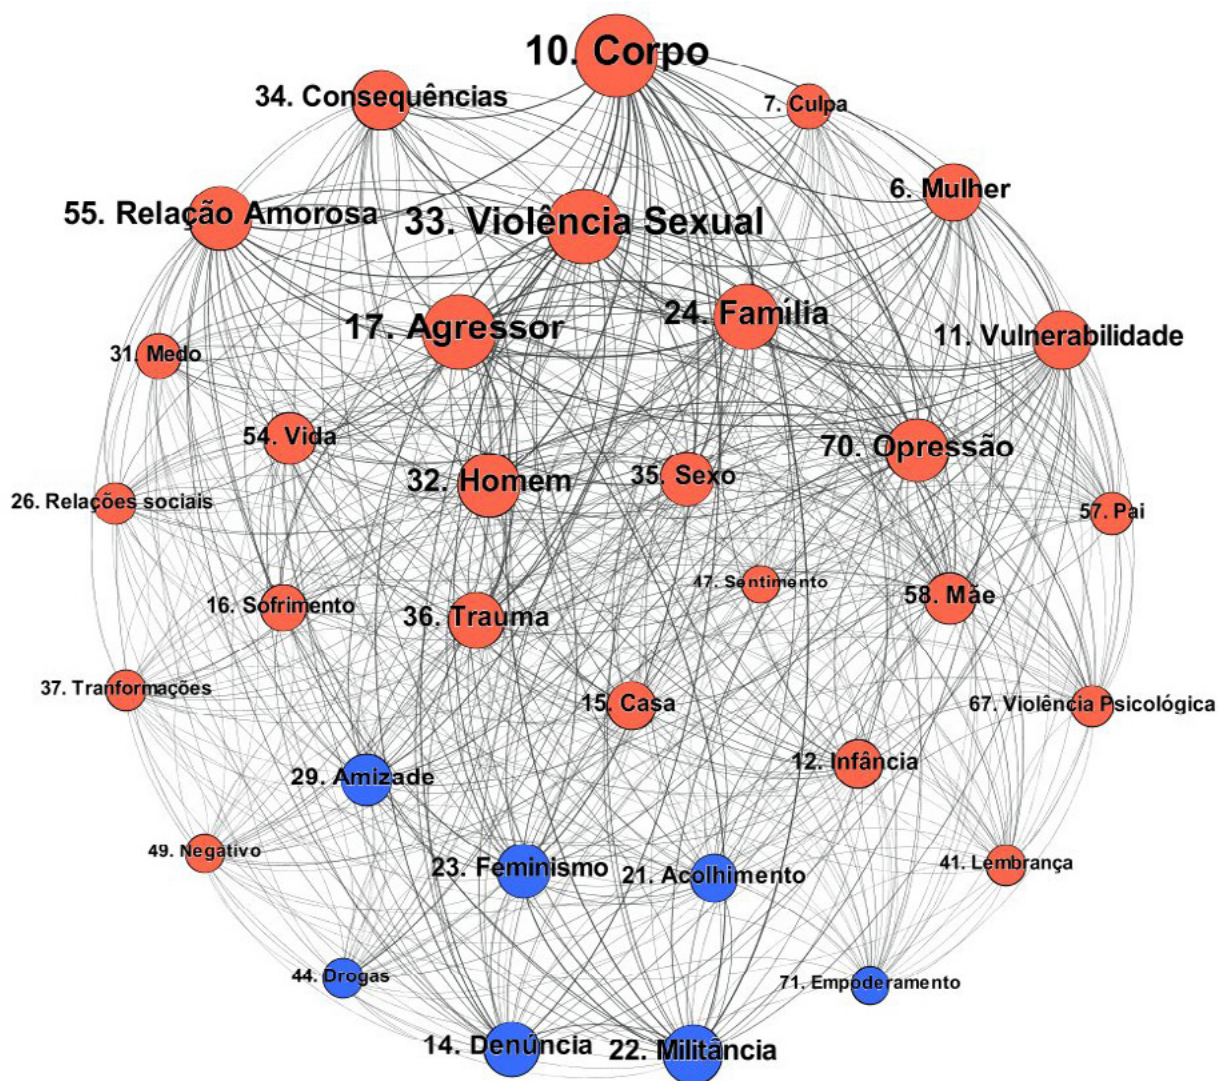 10. Corpo
34. Consequências
7. Culpa
6. Mulher
55. Relação Amorosa
33. Violência Sexual
17. Agressor
24. Família
11. Vulnerabilidade
31. Medo
54. Vida
70. Opressão
32. Homem
35. Sexo
26. Relações sociais
57. Pai
47. Sentimento
58. Mãe
16. Sofrimento
36. Trauma
37. Tranformações
15. Casa
67. Violência Psicológica
29. Amizade
12. Infância
49. Negativo
23. Feminismo
21. Acolhimento
41. Lembrança
44. Drogas
71. Empoderamento
14. Denúncia
22. Militância